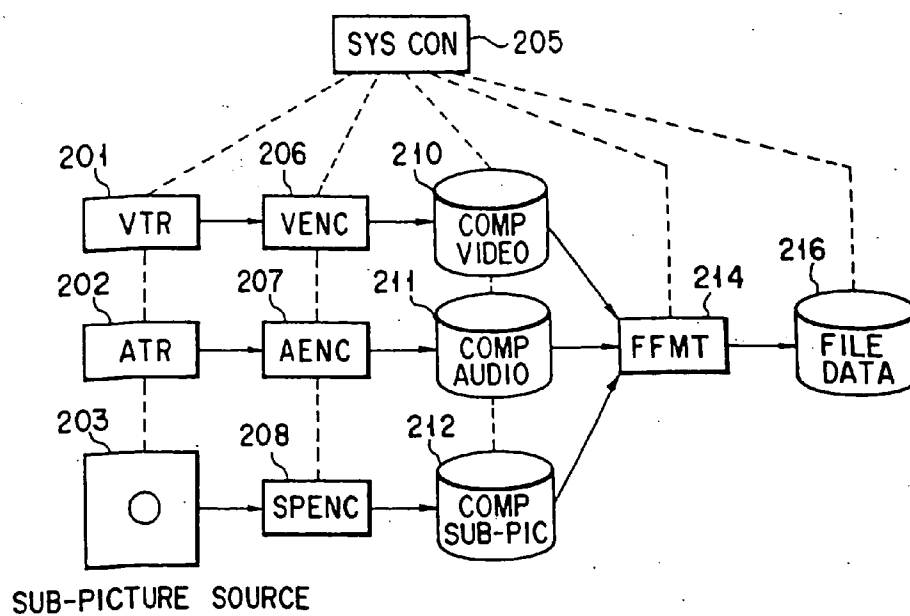 SYS CON
205
201
206
210
VTR
VENC
COMP
VIDEO
202
207
211
214
216
ATR
AENC
COMP
AUDIO
FFMT
FILE
DATA
203
208
212
SPENC
COMP
SUB-PIC
SUB-PICTURE SOURCE